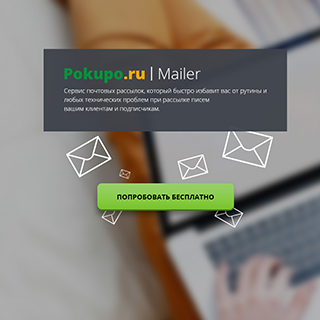 Pokupo.ru | Mailer
Сервис почтовых рассылок, который быстро избавит вас от рутины и
любых технических проблем при рассылке писем
вашим клиентам и подписчикам.
ПОПРОБОВАТЬ БЕСПЛАТНО